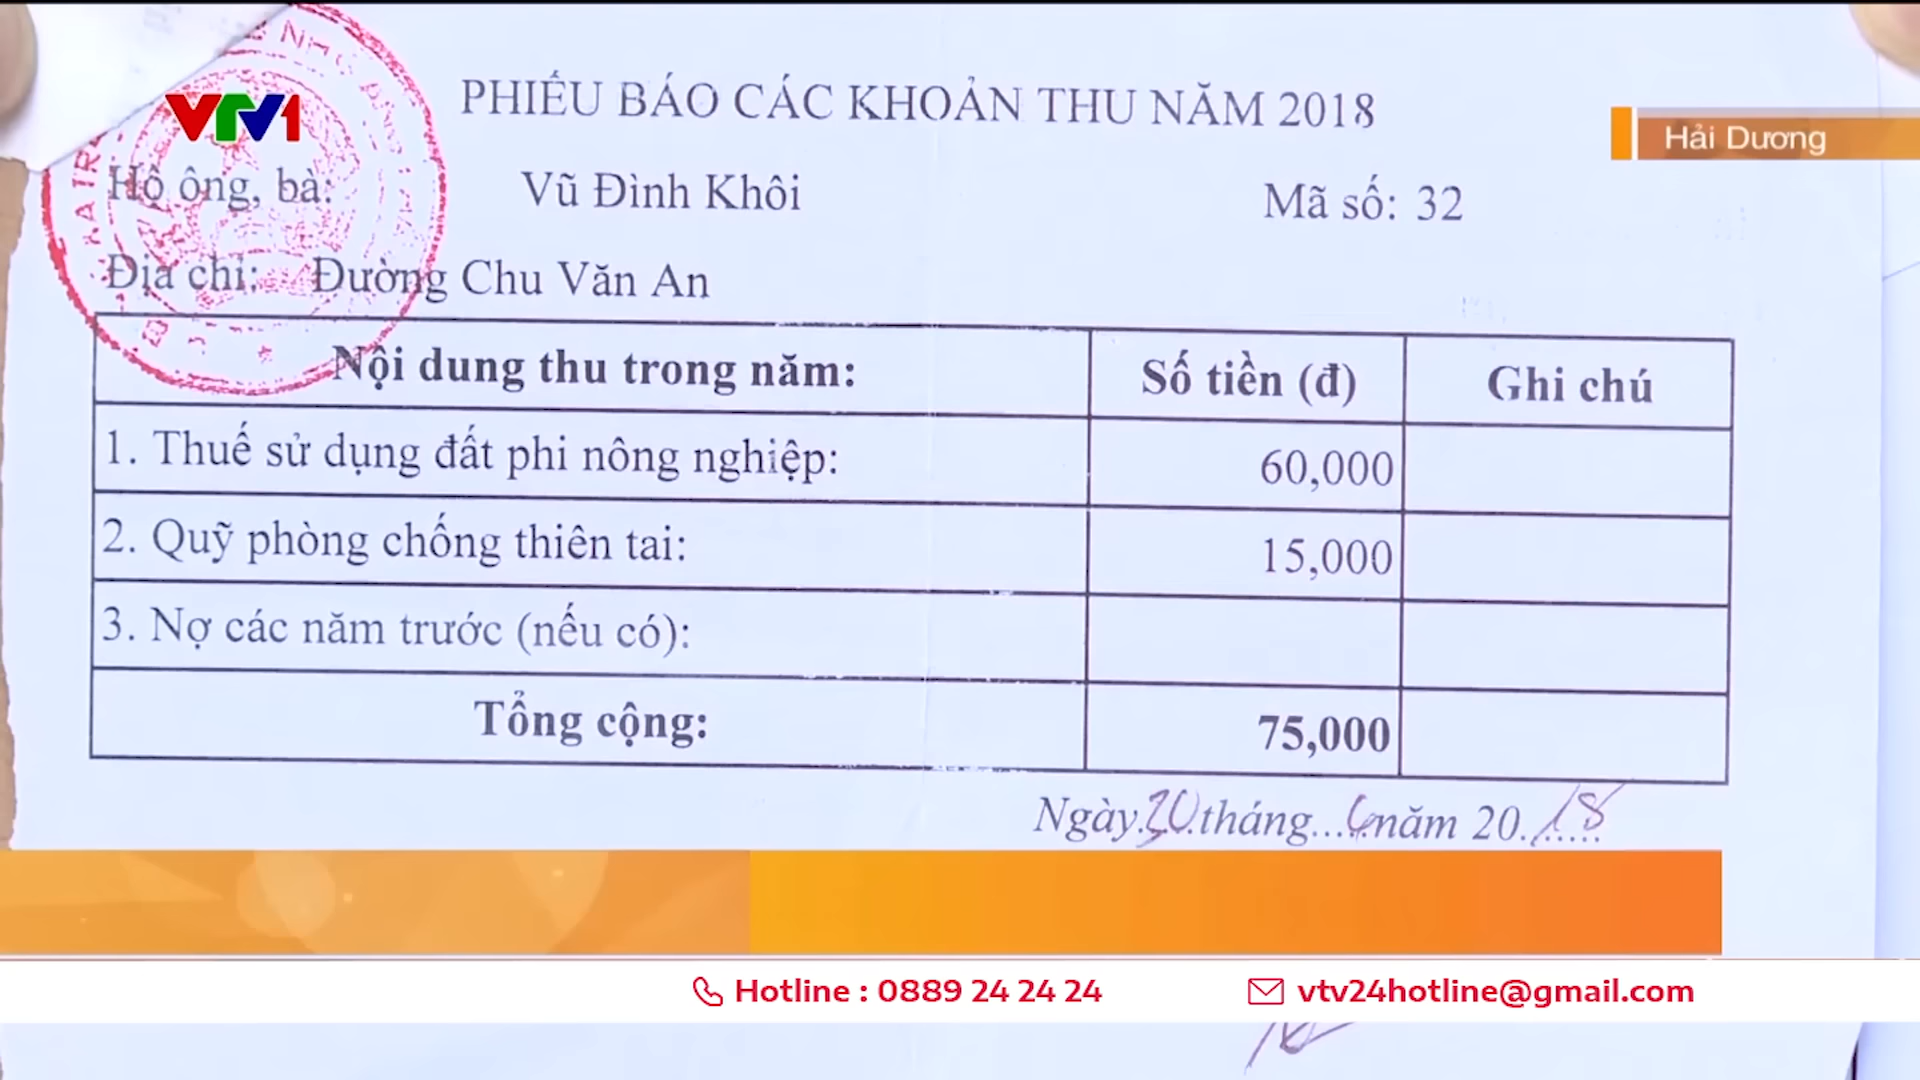 VTV1
Hải Dương
PHIẾU BÁO CÁC KHOẢN THU NĂM 2018
Hộ ông, bà: Vũ Đình Khôi Mã số: 32
Địa chỉ: Đường Chu Văn An
Nội dung thu trong năm: Số tiền (đ) Ghi chú
1. Thuế sử dụng đất phi nông nghiệp: 60,000
2. Quỹ phòng chống thiên tai: 15,000
3. Nợ các năm trước (nếu có):
Tổng cộng: 75,000
Ngày 30 tháng 6 năm 2018
Hotline : 0889 24 24 24 vtv24hotline@gmail.com